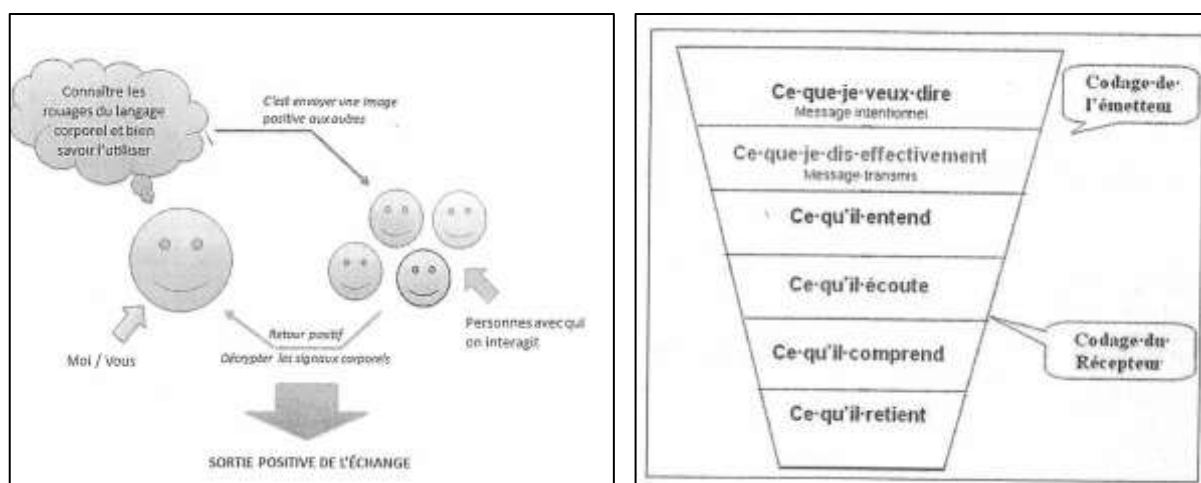 Connaître les
rouages du langage
corporel et bien
savoir l'utiliser
C'est envoyer une image
positive aux autres
Personnes avec qui
on interagit
Moi / Vous
Retour positif
Décrypter les signaux corporels
SORTIE POSITIVE DE L'ÉCHANGE
Ce·que·je·veux·dire
Message intentionnel
Ce·que·je·dis·effectivement
Message·transmis
Ce·qu'il·entend
Ce·qu'il·écoute
Ce·qu'il·comprend
Ce·qu'il·retient
Codage·de·
l'émetteur
Codage·du·
Récepteur·